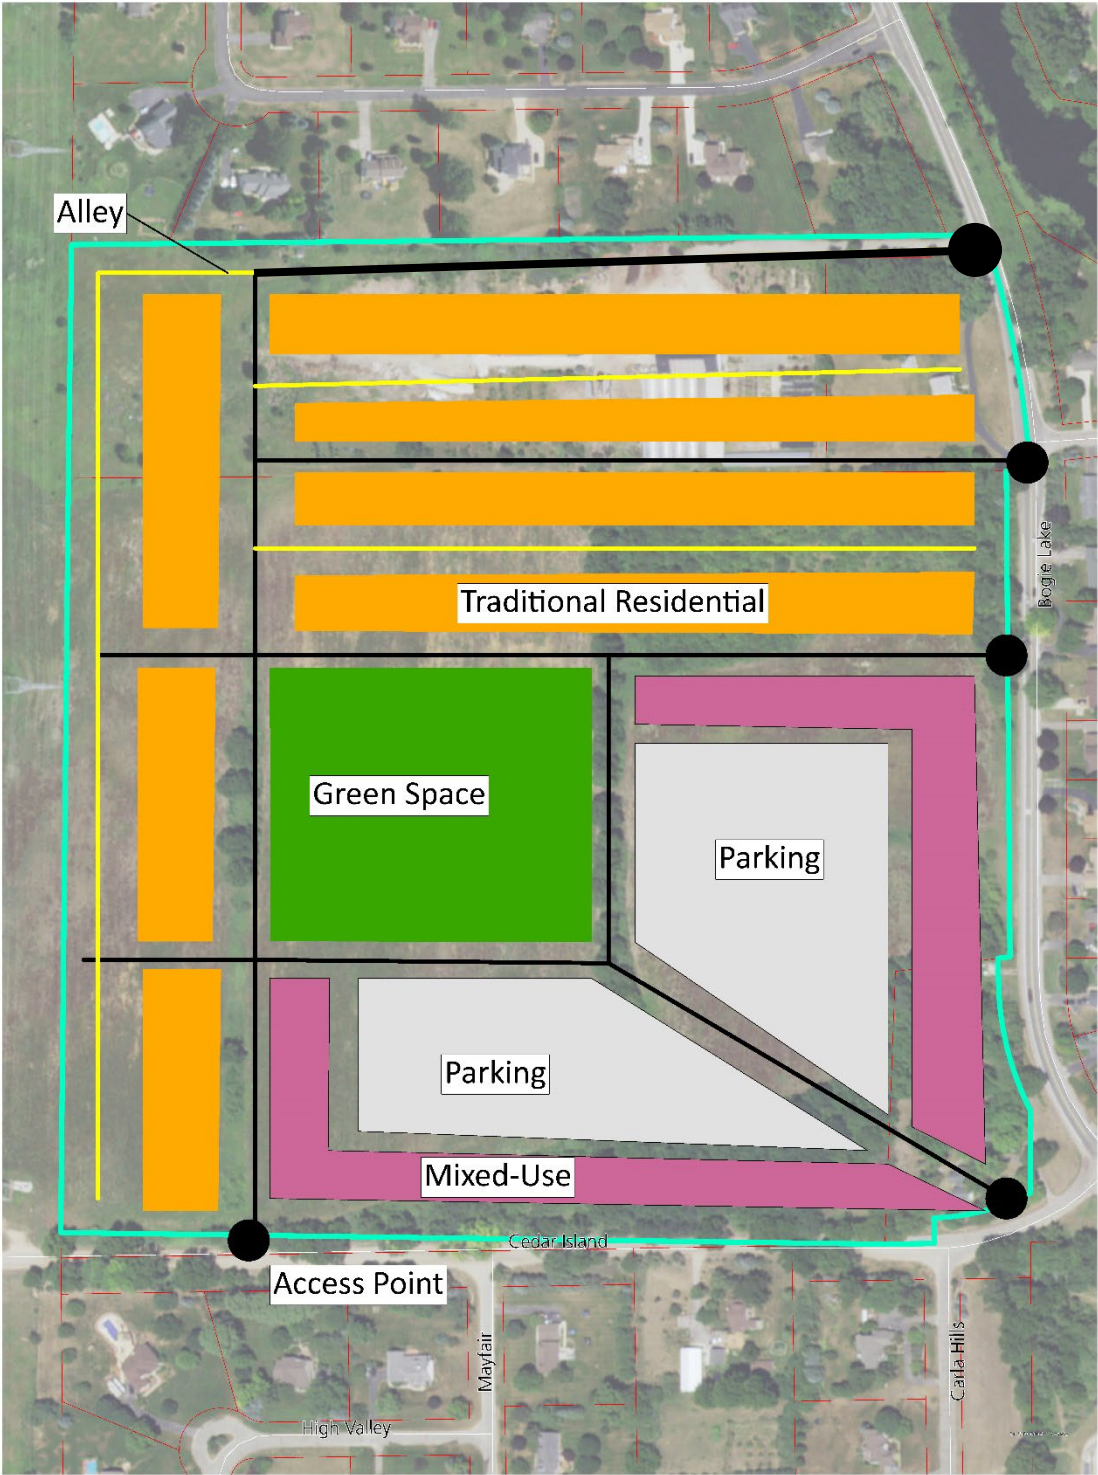 Alley
Bogie Lake
Traditional Residential
Green Space
Parking
Parking
Mixed-Use
Cedar Island
Access Point
Mayfair
Carla Hills
High Valley